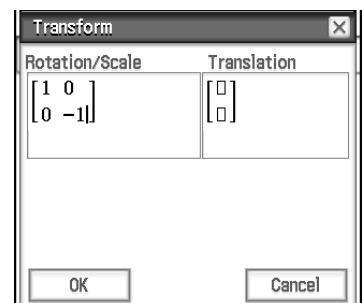 Transform
Rotation/Scale
Translation
1 0
0 -1
OK
Cancel